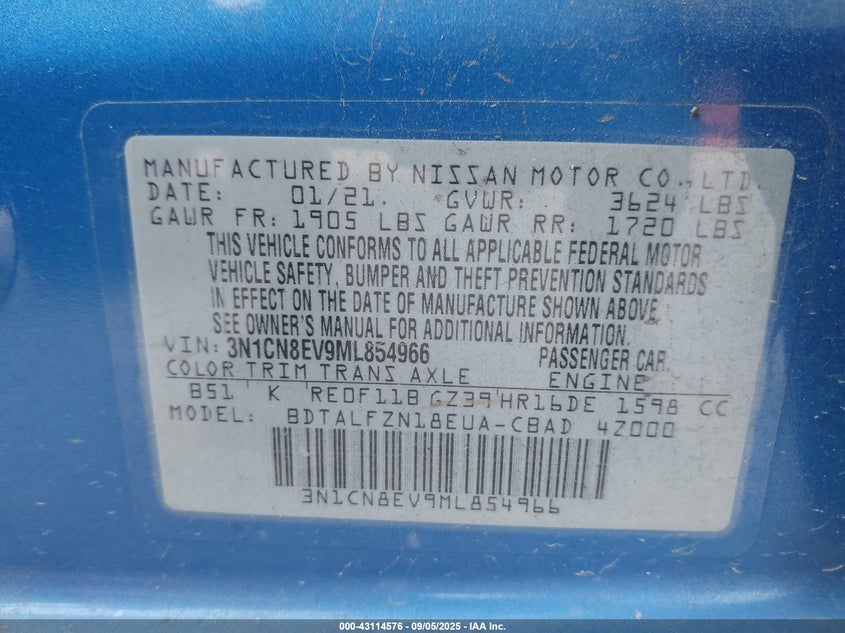 MANUFACTURED BY NISSAN MOTOR CO., LTD.
DATE: 01/21. GVWR: 3624 LBS
GAWR FR: 1905 LBS GAWR RR: 1720 LBS
THIS VEHICLE CONFORMS TO ALL APPLICABLE FEDERAL MOTOR
VEHICLE SAFETY, BUMPER AND THEFT PREVENTION STANDARDS
IN EFFECT ON THE DATE OF MANUFACTURE SHOWN ABOVE.
SEE OWNER'S MANUAL FOR ADDITIONAL INFORMATION.
VIN: 3N1CN8EV9ML854966 PASSENGER CAR.
COLOR TRIM TRANS AXLE ENGINE
B51 K RE0F11B GZ39 HR16DE 1598 CC
MODEL: BDTALFZN18EUA-CBAD 4Z000
3N1CN8EV9ML854966
000-43114576 - 09/05/2025 - IAA Inc.